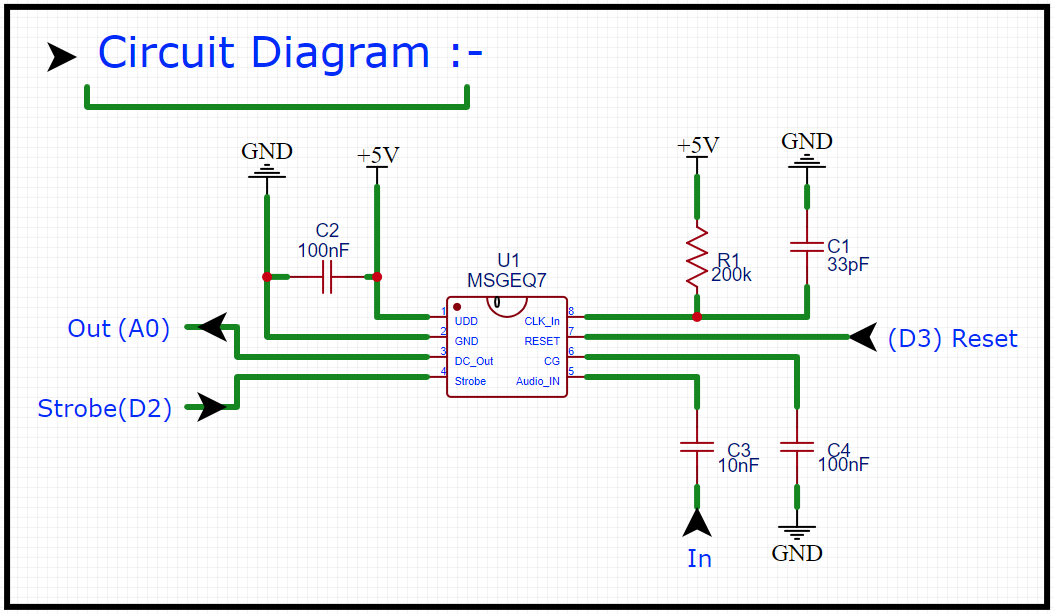 Circuit Diagram :-
GND
+5V
+5V
GND
C2
100nF
R1
200k
C1
33pF
U1
MSGEQ7
0
1
UDD
2
GND
3
DC_Out
4
Strobe
8
CLK_In
7
RESET
6
CG
5
Audio_IN
Out (A0)
Strobe(D2)
(D3) Reset
C3
10nF
C4
100nF
In
GND